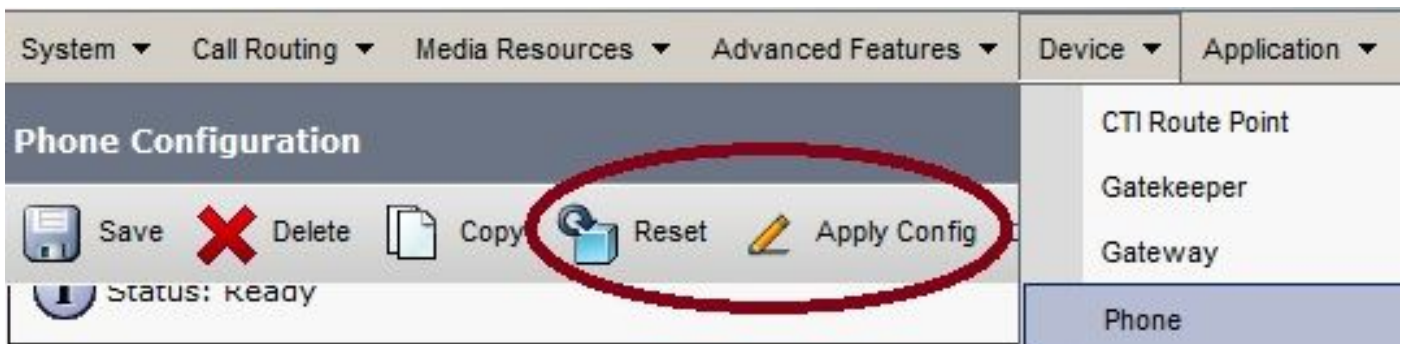 System Call Routing Media Resources Advanced Features Device Application
Phone Configuration
Save Delete Copy Reset Apply Config
Status: Ready
CTI Route Point
Gatekeeper
Gateway
Phone